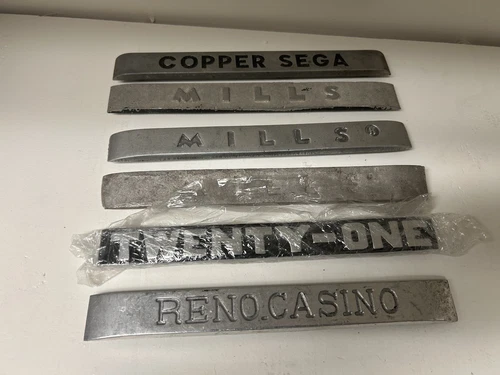 COPPER SEGA
MILLS
MILLS
TWENTY-ONE
RENO.CASINO